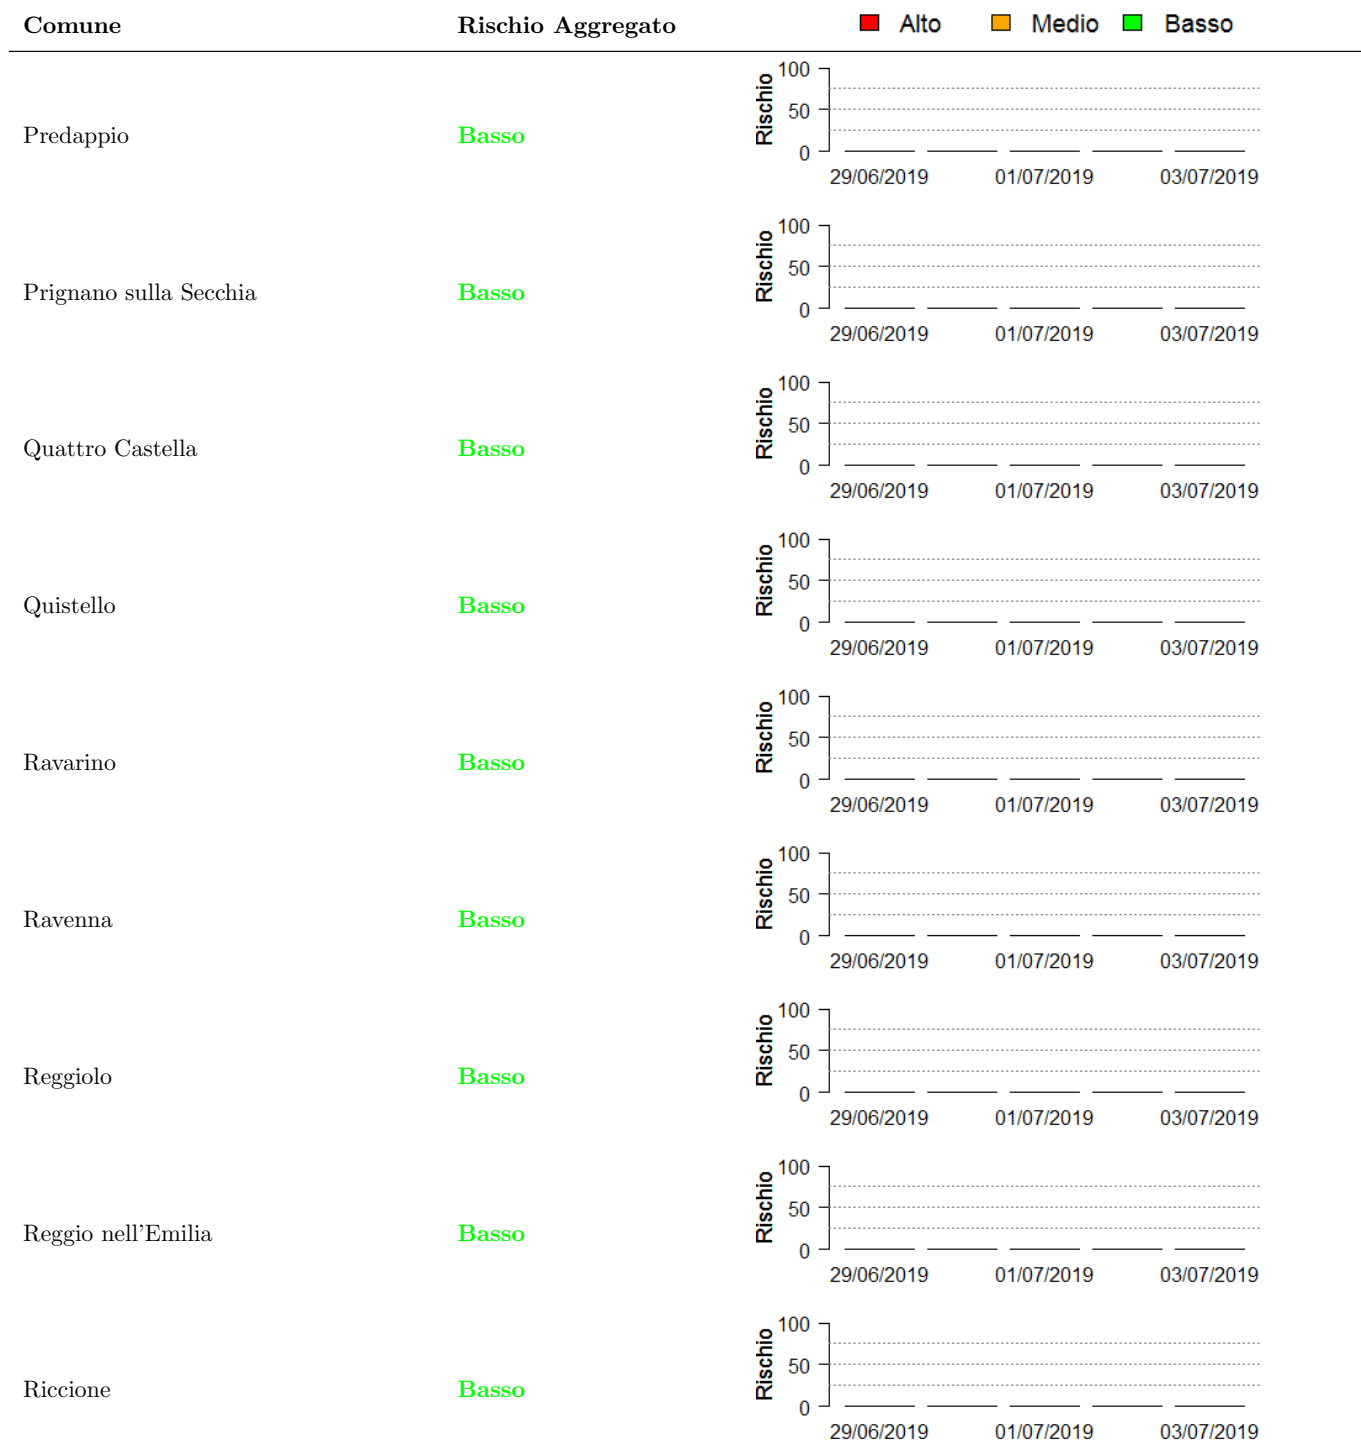 Comune Rischio Aggregato Alto Medio Basso
Predappio Basso
Rischio
100
50
0
29/06/2019 01/07/2019 03/07/2019
Prignano sulla Secchia Basso
Rischio
100
50
0
29/06/2019 01/07/2019 03/07/2019
Quattro Castella Basso
Rischio
100
50
0
29/06/2019 01/07/2019 03/07/2019
Quistello Basso
Rischio
100
50
0
29/06/2019 01/07/2019 03/07/2019
Ravarino Basso
Rischio
100
50
0
29/06/2019 01/07/2019 03/07/2019
Ravenna Basso
Rischio
100
50
0
29/06/2019 01/07/2019 03/07/2019
Reggiolo Basso
Rischio
100
50
0
29/06/2019 01/07/2019 03/07/2019
Reggio nell'Emilia Basso
Rischio
100
50
0
29/06/2019 01/07/2019 03/07/2019
Riccione Basso
Rischio
100
50
0
29/06/2019 01/07/2019 03/07/2019